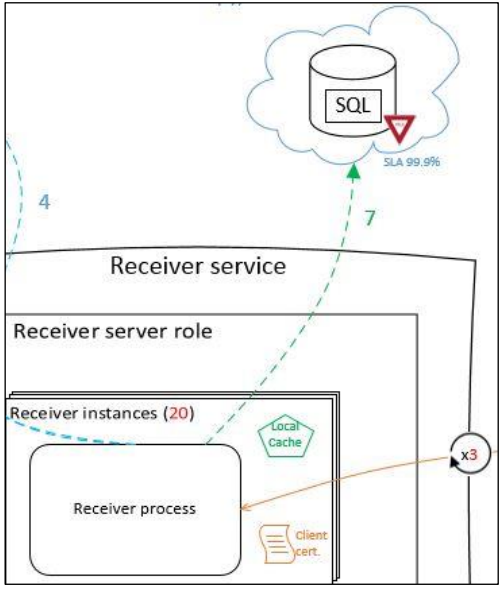 SQL
SLA 99.9%
4
7
Receiver service
Receiver server role
Receiver instances (20)
Local
Cache
x3
Receiver process
Client
cert.